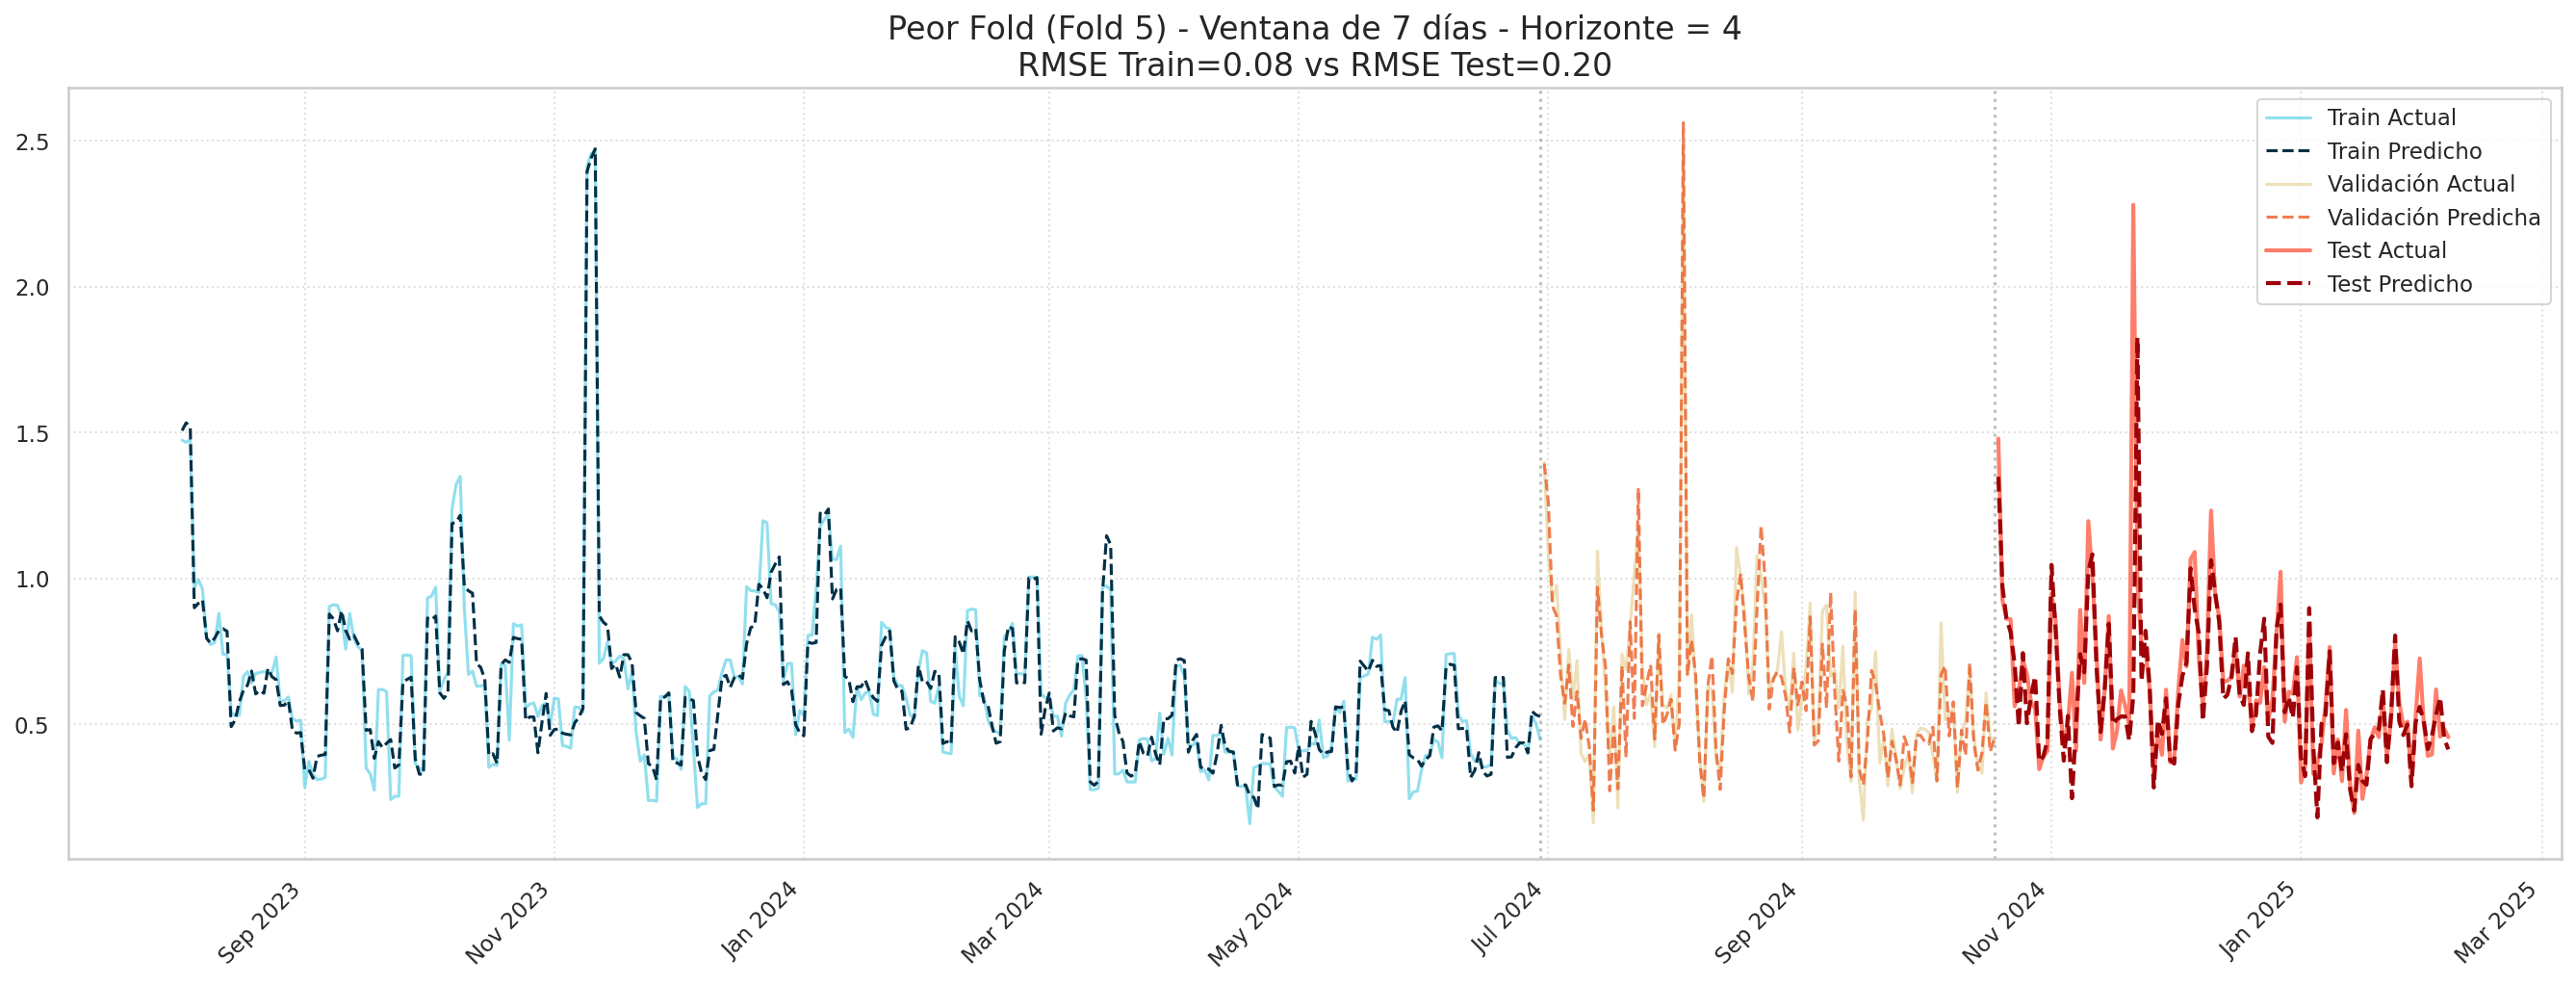 Peor Fold (Fold 5) - Ventana de 7 días - Horizonte = 4
RMSE Train=0.08 vs RMSE Test=0.20
2.5
2.0
1.5
1.0
0.5
Train Actual
Train Predicho
Validación Actual
Validación Predicha
Test Actual
Test Predicho
Sep 2023
Nov 2023
Jan 2024
Mar 2024
May 2024
Jul 2024
Sep 2024
Nov 2024
Jan 2025
Mar 2025